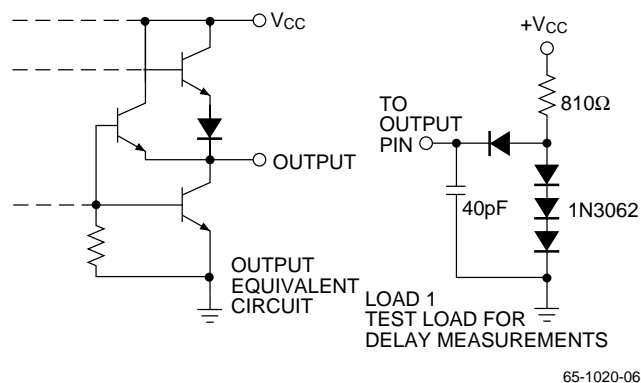 VCC
OUTPUT
OUTPUT
EQUIVALENT
CIRCUIT
+VCC
810Ω
TO
OUTPUT
PIN
40pF
1N3062
LOAD 1
TEST LOAD FOR
DELAY MEASUREMENTS
65-1020-06